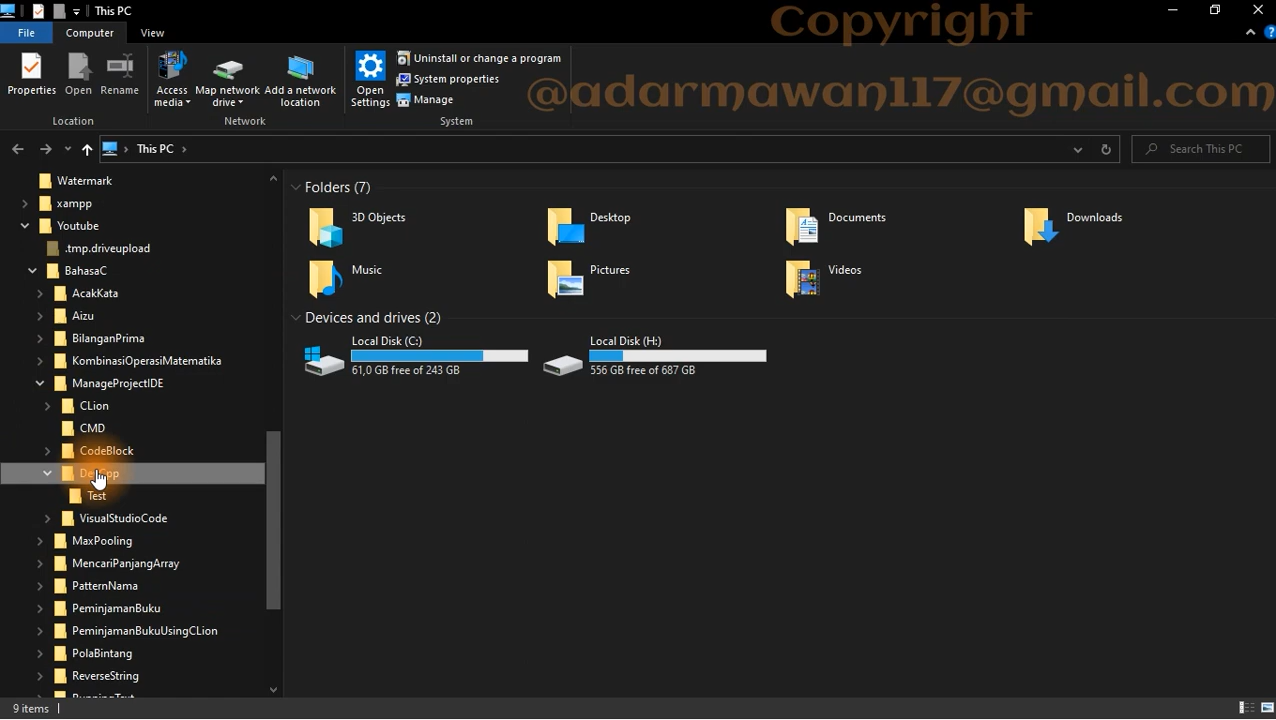 This PC
Copyright
File
Computer
View
@adarmawan117@gmail.com
Properties
Open
Rename
Access
media
Map network
drive
Add a network
location
Open
Settings
Uninstall or change a program
System properties
Manage
Location
Network
System
This PC
Search This PC
Watermark
xampp
Youtube
.tmp.driveupload
BahasaC
AcakKata
Aizu
BilanganPrima
KombinasiOperasiMatematika
ManageProjectIDE
CLion
CMD
CodeBlock
Test
VisualStudioCode
MaxPooling
MencariPanjangArray
PatternNama
PeminjamanBuku
PeminjamanBukuUsingCLion
PolaBintang
ReverseString
Folders (7)
3D Objects
Desktop
Documents
Downloads
Music
Pictures
Videos
Devices and drives (2)
Local Disk (C:)
61,0 GB free of 243 GB
Local Disk (H:)
556 GB free of 687 GB
9 items